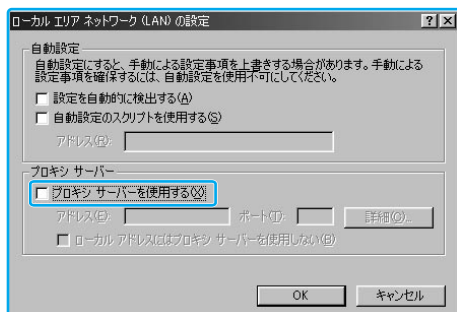 ローカル エリア ネットワーク (LAN) の設定
自動設定
自動設定にすると、手動による設定事項を上書きする場合があります。手動による
設定事項を確保するには、自動設定を使用不可にしてください。
設定を自動的に検出する(A)
自動設定のスクリプトを使用する(S)
アドレス(R):
プロキシ サーバー
プロキシ サーバーを使用する(X)
アドレス(E): ポート(T): 詳細(C)...
ローカル アドレスにはプロキシ サーバーを使用しない(B)
OK キャンセル